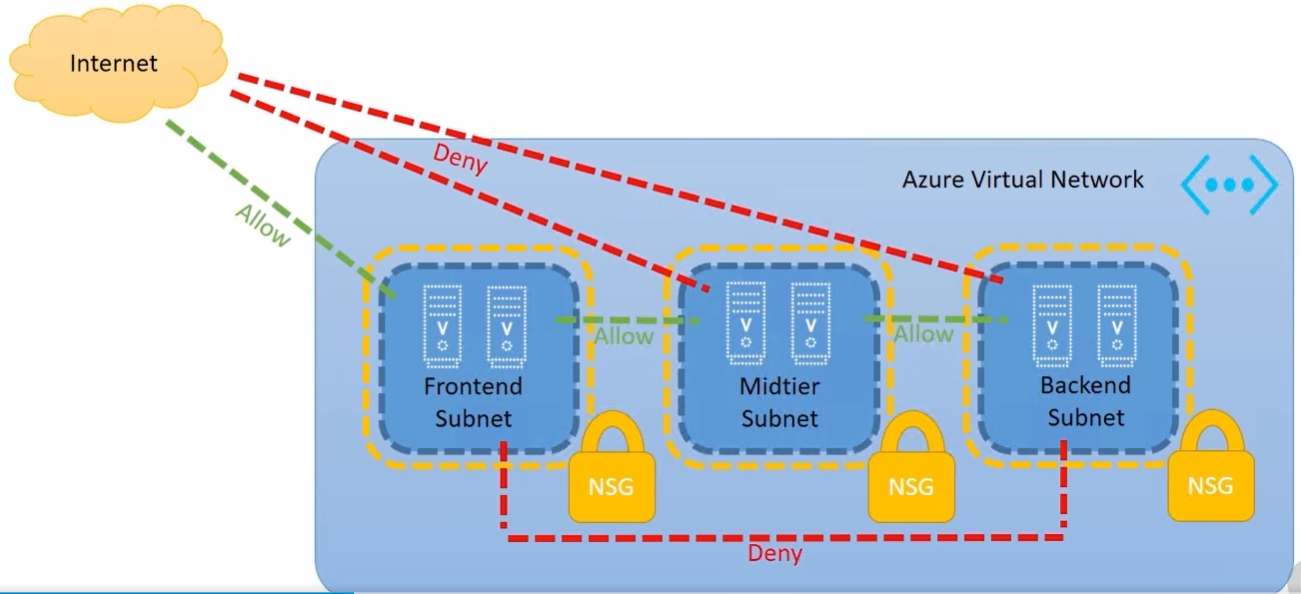 Internet
Deny
Azure Virtual Network
Allow
Allow
Allow
Frontend
Subnet
Midtier
Subnet
Backend
Subnet
NSG
NSG
NSG
Deny